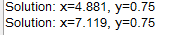 Solution: x=4.881, y=0.75
Solution: x=7.119, y=0.75